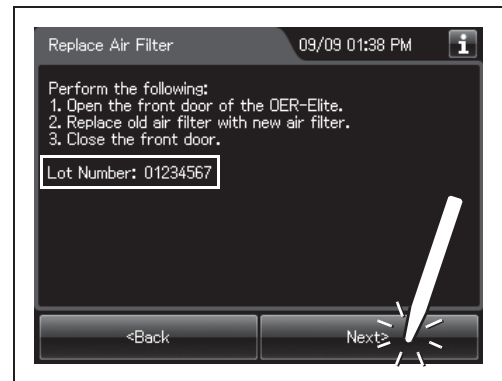 Replace Air Filter
09/09 01:38 PM
i
Perform the following:
1. Open the front door of the OER-Elite.
2. Replace old air filter with new air filter.
3. Close the front door.
Lot Number: 01234567
<Back
Next>